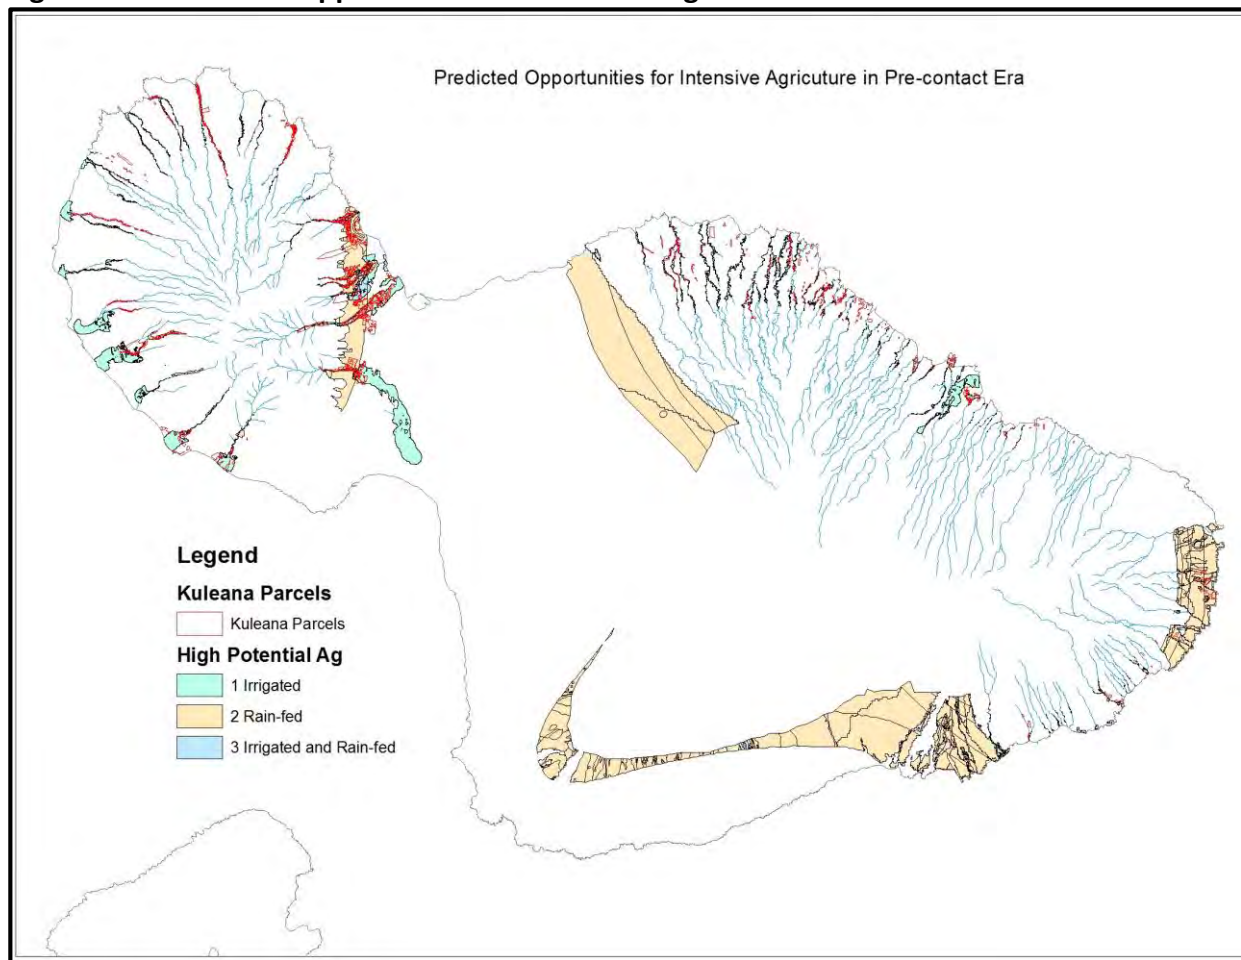 Predicted Opportunities for Intensive Agricuture in Pre-contact Era
Legend
Kuleana Parcels
Kuleana Parcels
High Potential Ag
1 Irrigated
2 Rain-fed
3 Irrigated and Rain-fed